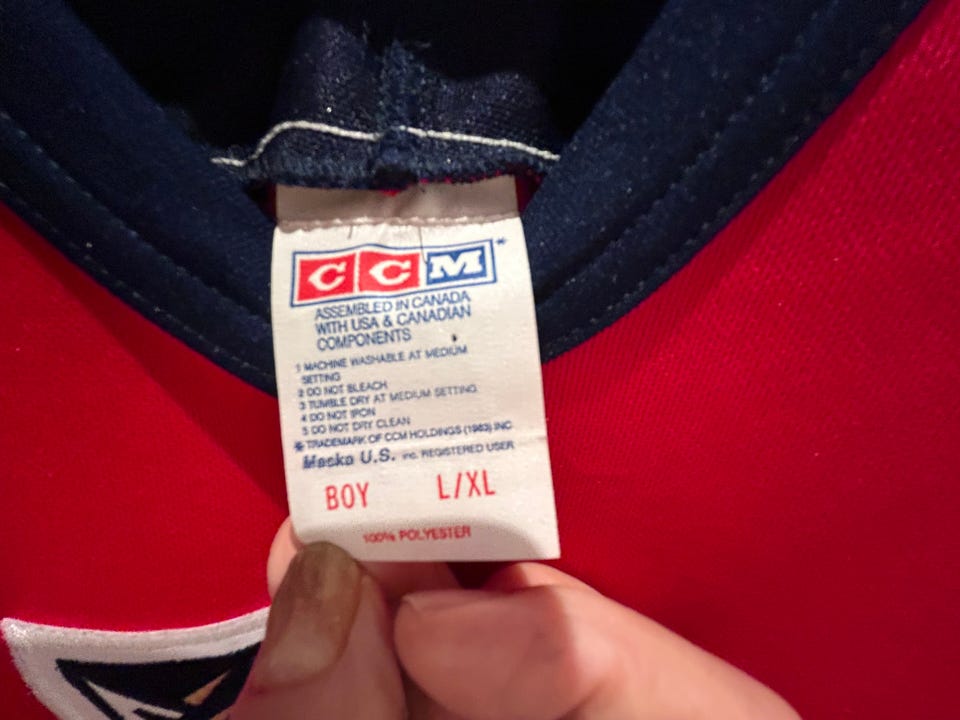 CCM*
ASSEMBLED IN CANADA
WITH USA & CANADIAN
COMPONENTS
1 MACHINE WASHABLE AT MEDIUM
SETTING
2 DO NOT BLEACH
3 TUMBLE DRY AT MEDIUM SETTING.
4 DO NOT IRON
5 DO NOT DRY CLEAN
* TRADEMARK OF CCM HOLDINGS (1983) INC
Maska U.S. INC. REGISTERED USER
BOY L/XL
100% POLYESTER